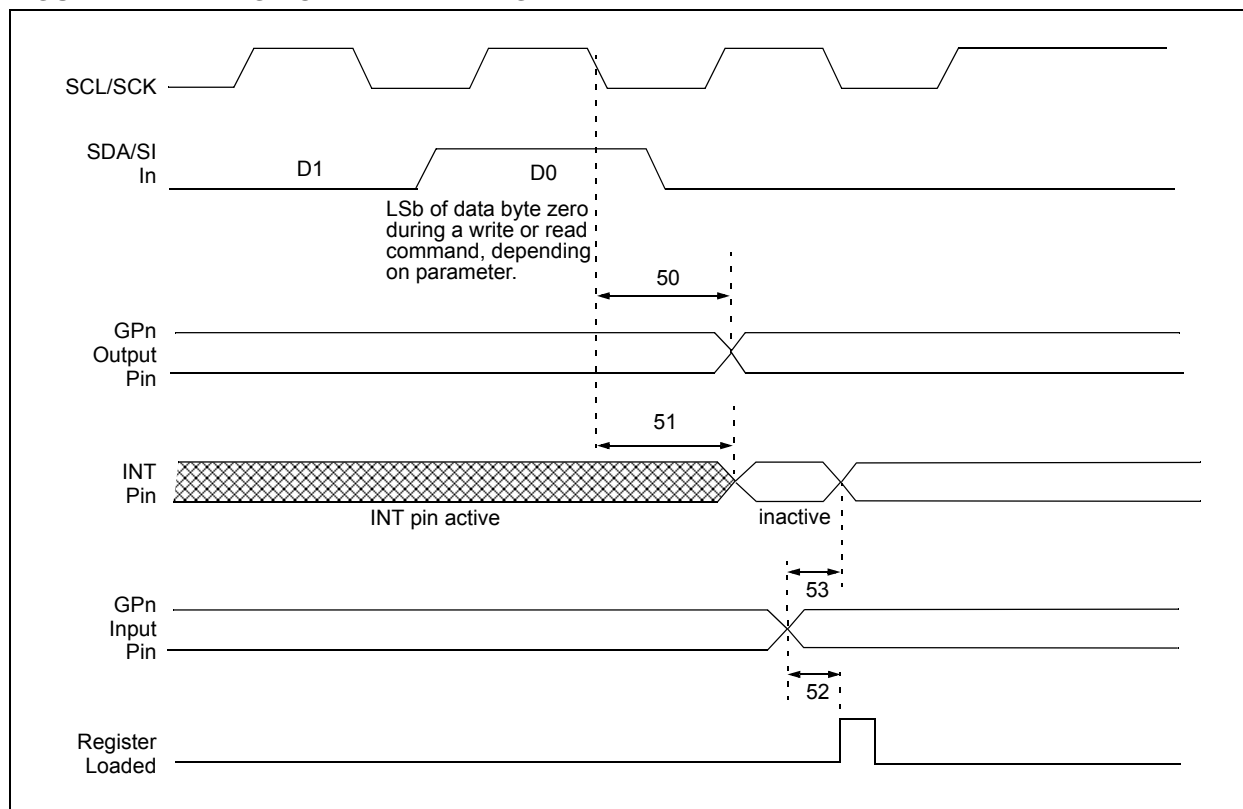 SCL/SCK
SDA/SI
In
D1
D0
LSb of data byte zero
during a write or read
command, depending
on parameter.
50
GPn
Output
Pin
51
INT
Pin
INT pin active
inactive
53
GPn
Input
Pin
52
Register
Loaded